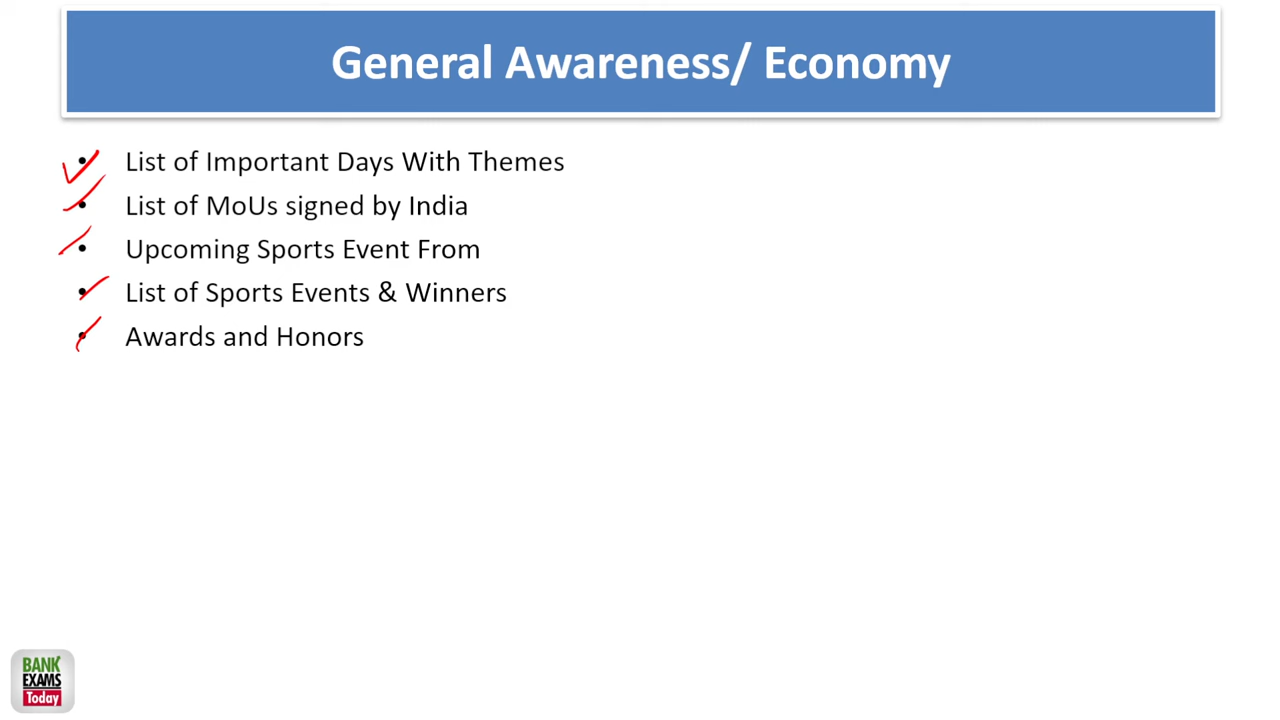 General Awareness/ Economy
• List of Important Days With Themes
• List of MoUs signed by India
• Upcoming Sports Event From
• List of Sports Events & Winners
• Awards and Honors
BANK
EXAMS
Today